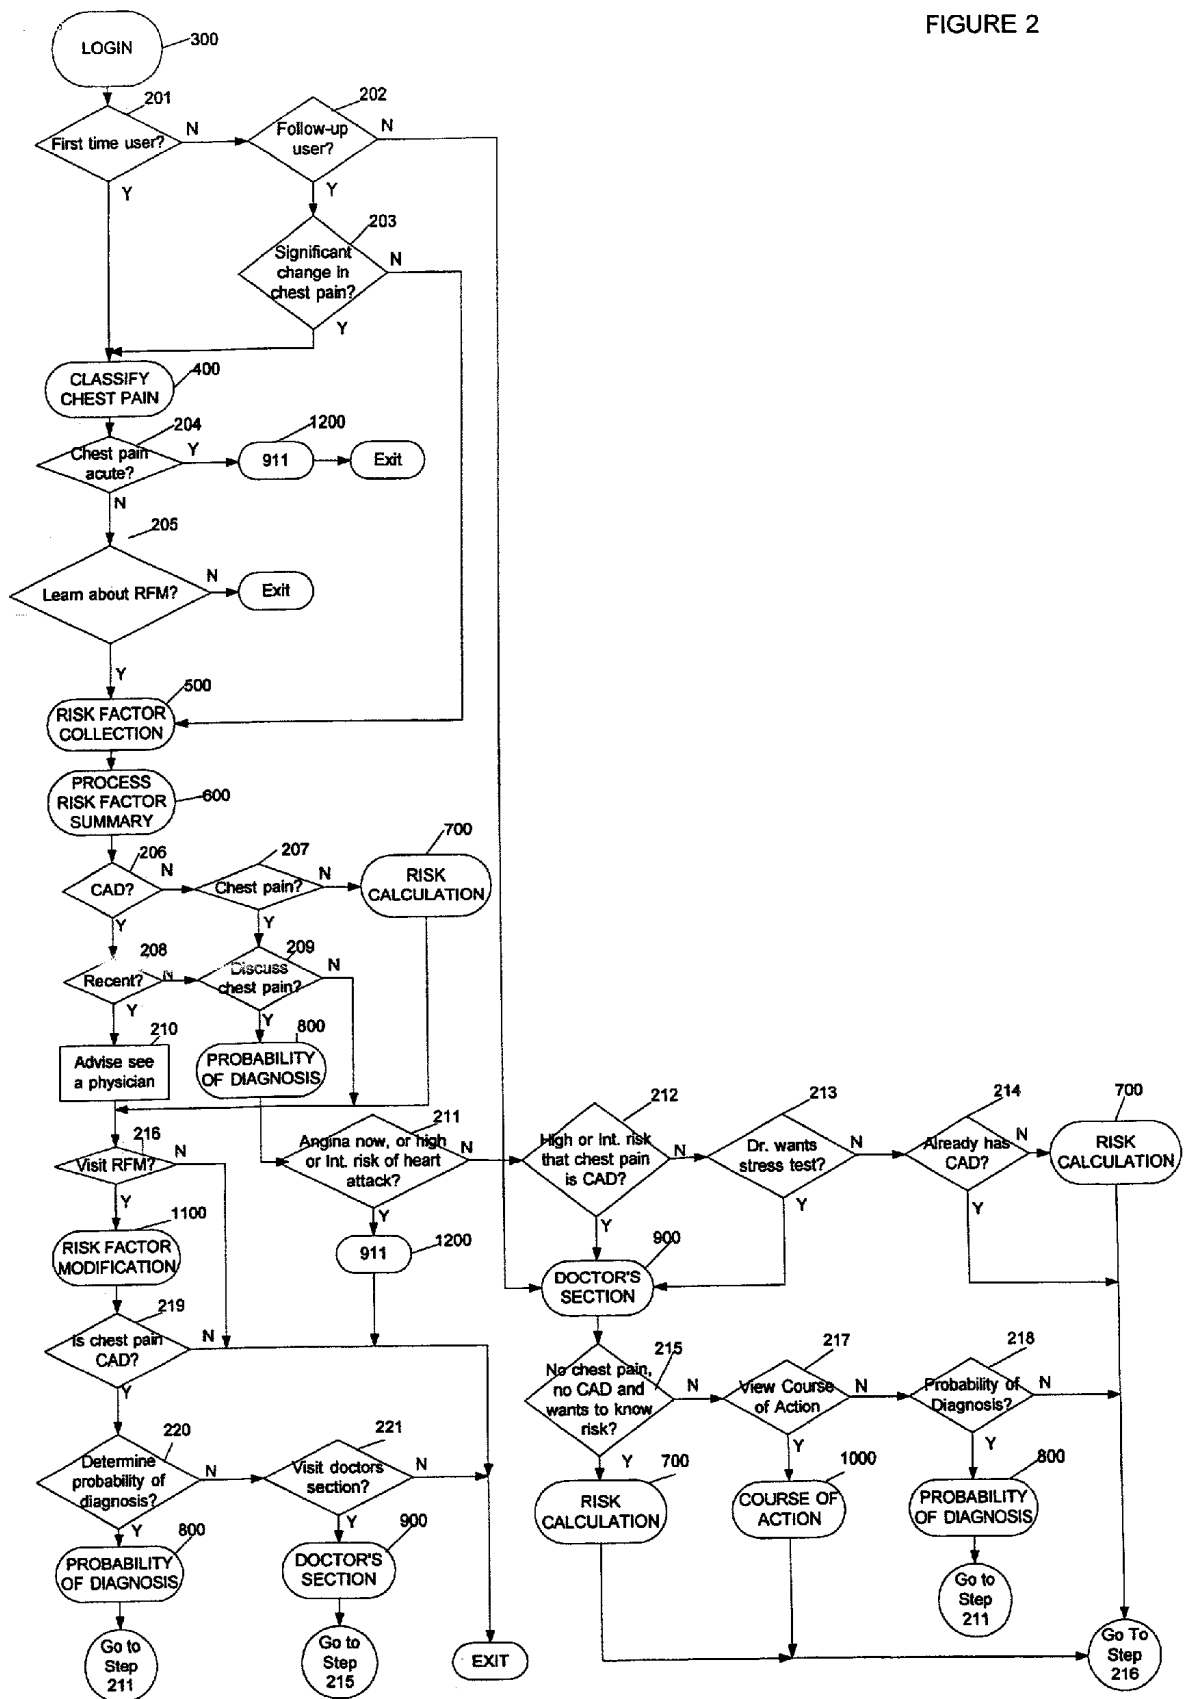 FIGURE 2
LOGIN
300
201
First time user?
N
Y
202
Follow-up
user?
N
Y
203
Significant
change in
chest pain?
N
Y
400
CLASSIFY
CHEST PAIN
204
Chest pain
acute?
Y
N
1200
911
Exit
205
Learn about RFM?
N
Exit
Y
500
RISK FACTOR
COLLECTION
PROCESS
RISK FACTOR
SUMMARY
600
206
CAD?
N
Y
207
Chest pain?
N
Y
700
RISK
CALCULATION
208
Recent?
N
Y
209
Discuss
chest pain?
N
Y
210
Advise see
a physician
800
PROBABILITY
OF DIAGNOSIS
211
Angina now, or high
or Int. risk of heart
attack?
N
Y
212
High or Int. risk
that chest pain
is CAD?
N
Y
213
Dr. wants
stress test?
N
Y
214
Already has
CAD?
N
Y
700
RISK
CALCULATION
216
Visit RFM?
N
Y
1100
RISK FACTOR
MODIFICATION
1200
911
900
DOCTOR'S
SECTION
219
Is chest pain
CAD?
N
Y
215
No chest pain,
no CAD and
wants to know
risk?
N
Y
217
View Course
of Action
N
Y
218
Probability of
Diagnosis?
N
Y
220
Determine
probability of
diagnosis?
N
Y
221
Visit doctors
section?
N
Y
700
RISK
CALCULATION
1000
COURSE OF
ACTION
800
PROBABILITY
OF DIAGNOSIS
800
PROBABILITY
OF DIAGNOSIS
900
DOCTOR'S
SECTION
Go to
Step
211
Go to
Step
211
Go to
Step
215
EXIT
Go To
Step
216